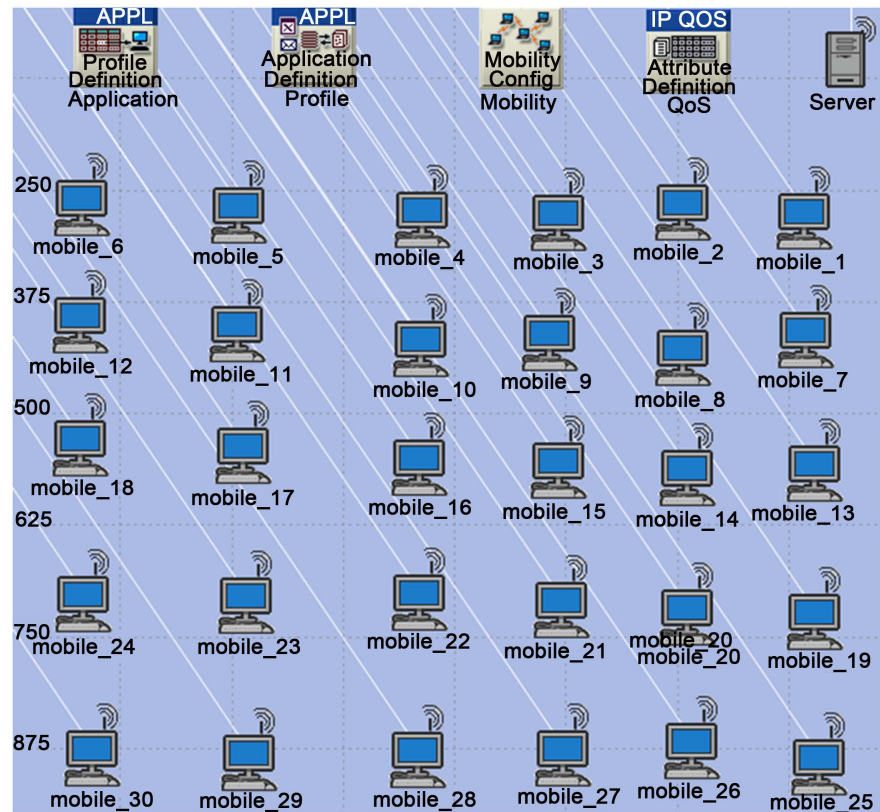 APPL
Profile
Definition
Application
APPL
Application
Definition
Profile
Mobility
Config
Mobility
IP QOS
Attribute
Definition
QoS
Server
250
mobile_6
mobile_5
mobile_4
mobile_3
mobile_2
mobile_1
375
mobile_12
mobile_11
mobile_10
mobile_9
mobile_8
mobile_7
500
mobile_18
mobile_17
mobile_16
mobile_15
mobile_14
mobile_13
625
mobile_24
mobile_23
mobile_22
mobile_21
mobile_20
mobile_20
mobile_19
750
875
mobile_30
mobile_29
mobile_28
mobile_27
mobile_26
mobile_25